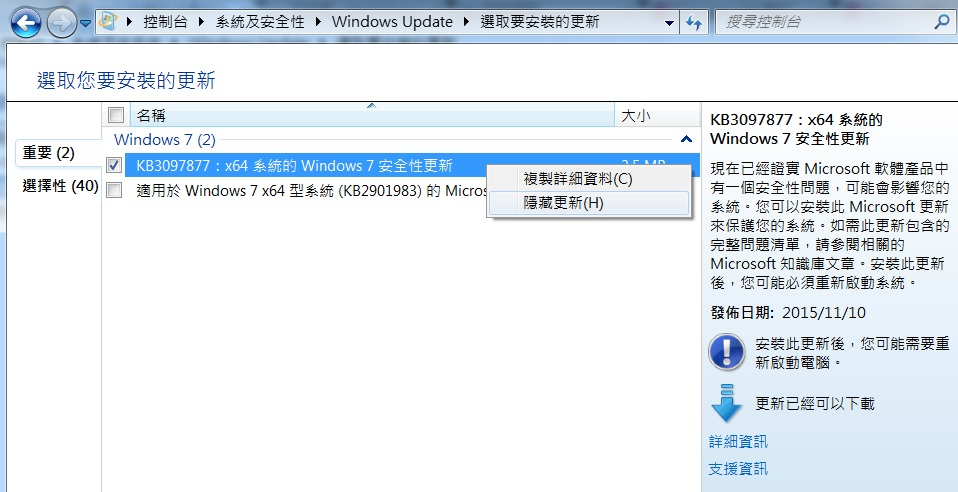 控制台 ▸ 系統及安全性 ▸ Windows Update ▸ 選取要安裝的更新
搜尋控制台
選取您要安裝的更新
名稱 大小
Windows 7 (2)
重要 (2)
選擇性 (40)
KB3097877：x64 系統的 Windows 7 安全性更新
適用於 Windows 7 x64 型系統 (KB2901983) 的 Micros
複製詳細資料(C)
隱藏更新(H)
KB3097877：x64 系統的
Windows 7 安全性更新
現在已經證實 Microsoft 軟體產品中
有一個安全性問題，可能會影響您的
系統。您可以安裝此 Microsoft 更新
來保護您的系統。如需此更新包含的
完整問題清單，請參閱相關的
Microsoft 知識庫文章。安裝此更新
後，您可能必須重新啟動系統。
發佈日期: 2015/11/10
安裝此更新後，您可能需要重
新啟動電腦。
更新已經可以下載
詳細資訊
支援資訊